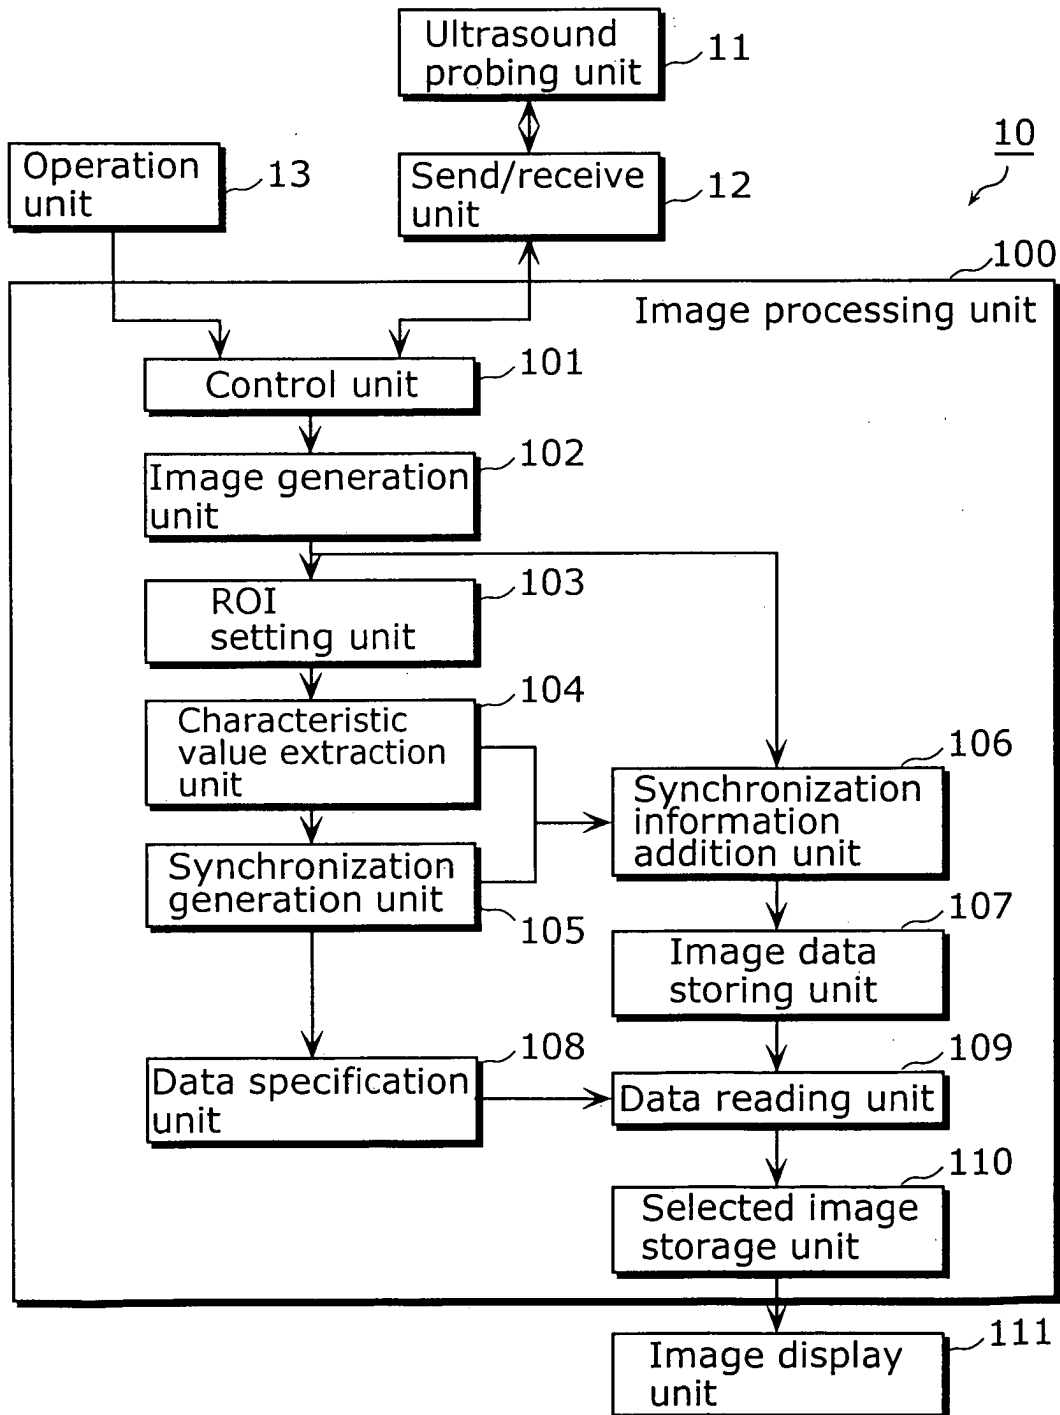 Ultrasound
probing unit
11
10
Operation
unit
13
Send/receive
unit
12
100
Image processing unit
Control unit
101
Image generation
unit
102
ROI
setting unit
103
Characteristic
value extraction
unit
104
Synchronization
information
addition unit
106
Synchronization
generation unit
105
Image data
storing unit
107
Data specification
unit
108
Data reading unit
109
Selected image
storage unit
110
Image display
unit
111